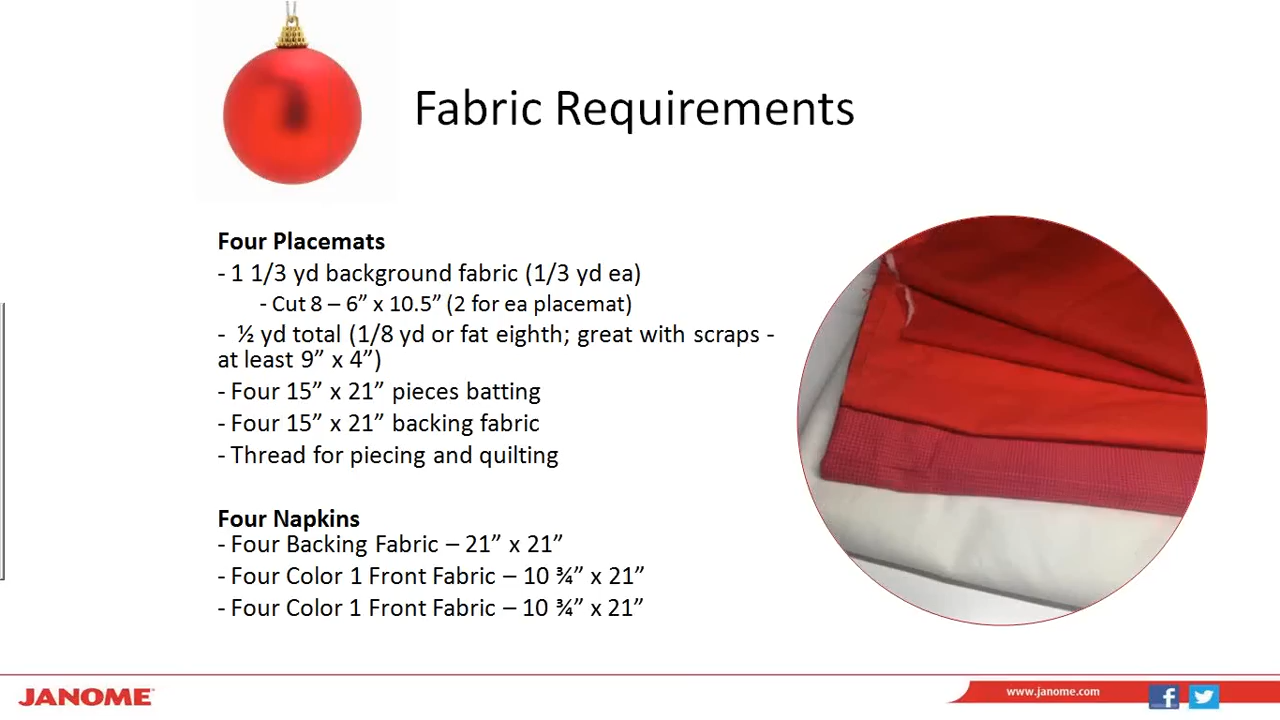 Fabric Requirements
Four Placemats
- 1 1/3 yd background fabric (1/3 yd ea)
- Cut 8 – 6” x 10.5” (2 for ea placemat)
- ½ yd total (1/8 yd or fat eighth; great with scraps -
at least 9” x 4”)
- Four 15” x 21” pieces batting
- Four 15” x 21” backing fabric
- Thread for piecing and quilting
Four Napkins
- Four Backing Fabric – 21” x 21”
- Four Color 1 Front Fabric – 10 ¾” x 21”
- Four Color 1 Front Fabric – 10 ¾” x 21”
JANOME
www.janome.com